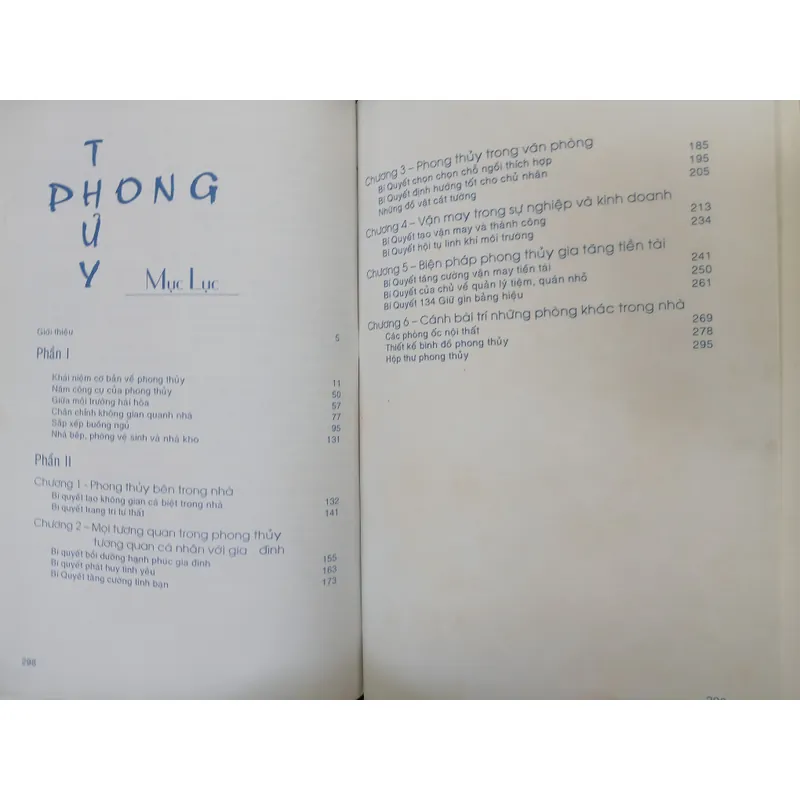 PHONG
THỦY
Mục Lục
Giới thiệu 5
Phần I
Khái niệm cơ bản về phong thủy 11
Năm công cụ của phong thủy 50
Giữa môi trường hài hòa 57
Chấn chỉnh không gian quanh nhà 77
Sắp xếp buồng ngủ 95
Nhà bếp, phòng vệ sinh và nhà kho 131
Phần II
Chương 1 - Phong thủy bên trong nhà
Bí quyết tạo không gian cá biệt trong nhà 132
Bí quyết trang trí tư thất 141
Chương 2 – Mọi tương quan trong phong thủy
tương quan cá nhân với gia đình
Bí quyết bồi dưỡng hạnh phúc gia đình 155
Bí quyết phát huy tình yêu 163
Bí Quyết tăng cường tình bạn 173
298
Chương 3 – Phong thủy trong văn phòng
Bí Quyết chọn chọn chỗ ngồi thích hợp 185
Bí Quyết định hướng tốt cho chủ nhân 195
Những đồ vật cát tường 205
Chương 4 – Vận may trong sự nghiệp và kinh doanh
Bí Quyết tạo vận may và thành công 213
Bí Quyết hội tụ linh khí môi trường 234
Chương 5 – Biện pháp phong thủy gia tăng tiền tài
Bí Quyết tăng cường vận may tiền tài 241
Bí Quyết của chủ về quản lý tiệm, quán nhỏ 250
Bí Quyết 134 Giữ gìn bảng hiệu 261
Chương 6 – Cánh bài trí những phòng khác trong nhà
Các phòng ốc nội thất 269
Thiết kế bình đồ phong thủy 278
Hộp thư phong thủy 295